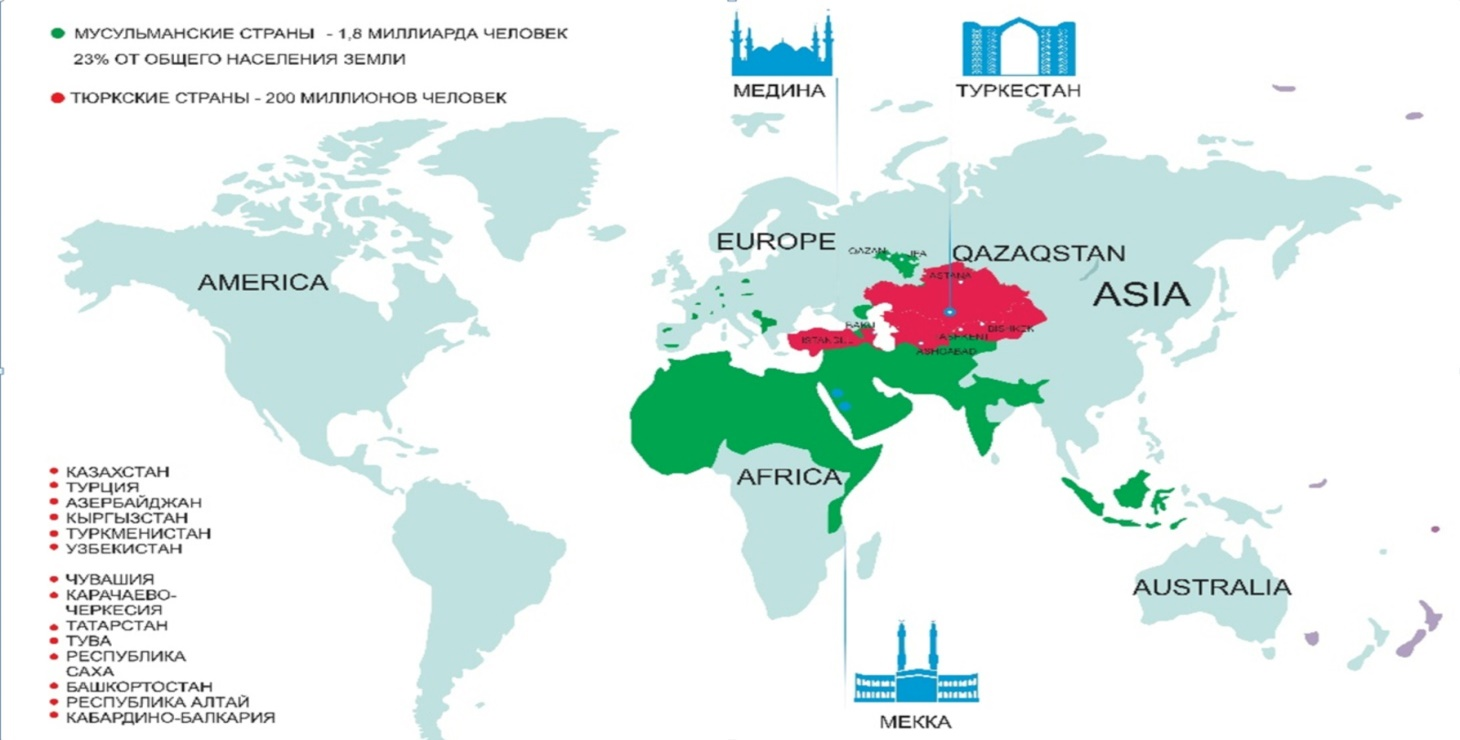 МУСУЛЬМАНСКИЕ СТРАНЫ - 1,8 МИЛЛИАРДА ЧЕЛОВЕК
23% ОТ ОБЩЕГО НАСЕЛЕНИЯ ЗЕМЛИ
ТЮРКСКИЕ СТРАНЫ - 200 МИЛЛИОНОВ ЧЕЛОВЕК
МЕДИНА
ТУРКЕСТАН
EUROPE
QAZAN
QAZAQSTAN
AMERICA
ASTANA
ASIA
BAKU
BISHKEK
ASHGABAD
AFRICA
КАЗАХСТАН
ТУРЦИЯ
АЗЕРБАЙДЖАН
КЫРГЫЗСТАН
ТУРКМЕНИСТАН
УЗБЕКИСТАН
ЧУВАШИЯ
КАРАЧАЕВО-
ЧЕРКЕСИЯ
ТАТАРСТАН
ТУВА
РЕСПУБЛИКА
САХА
БАШКОРТОСТАН
РЕСПУБЛИКА АЛТАЙ
КАБАРДИНО-БАЛКАРИЯ
AUSTRALIA
МЕККА